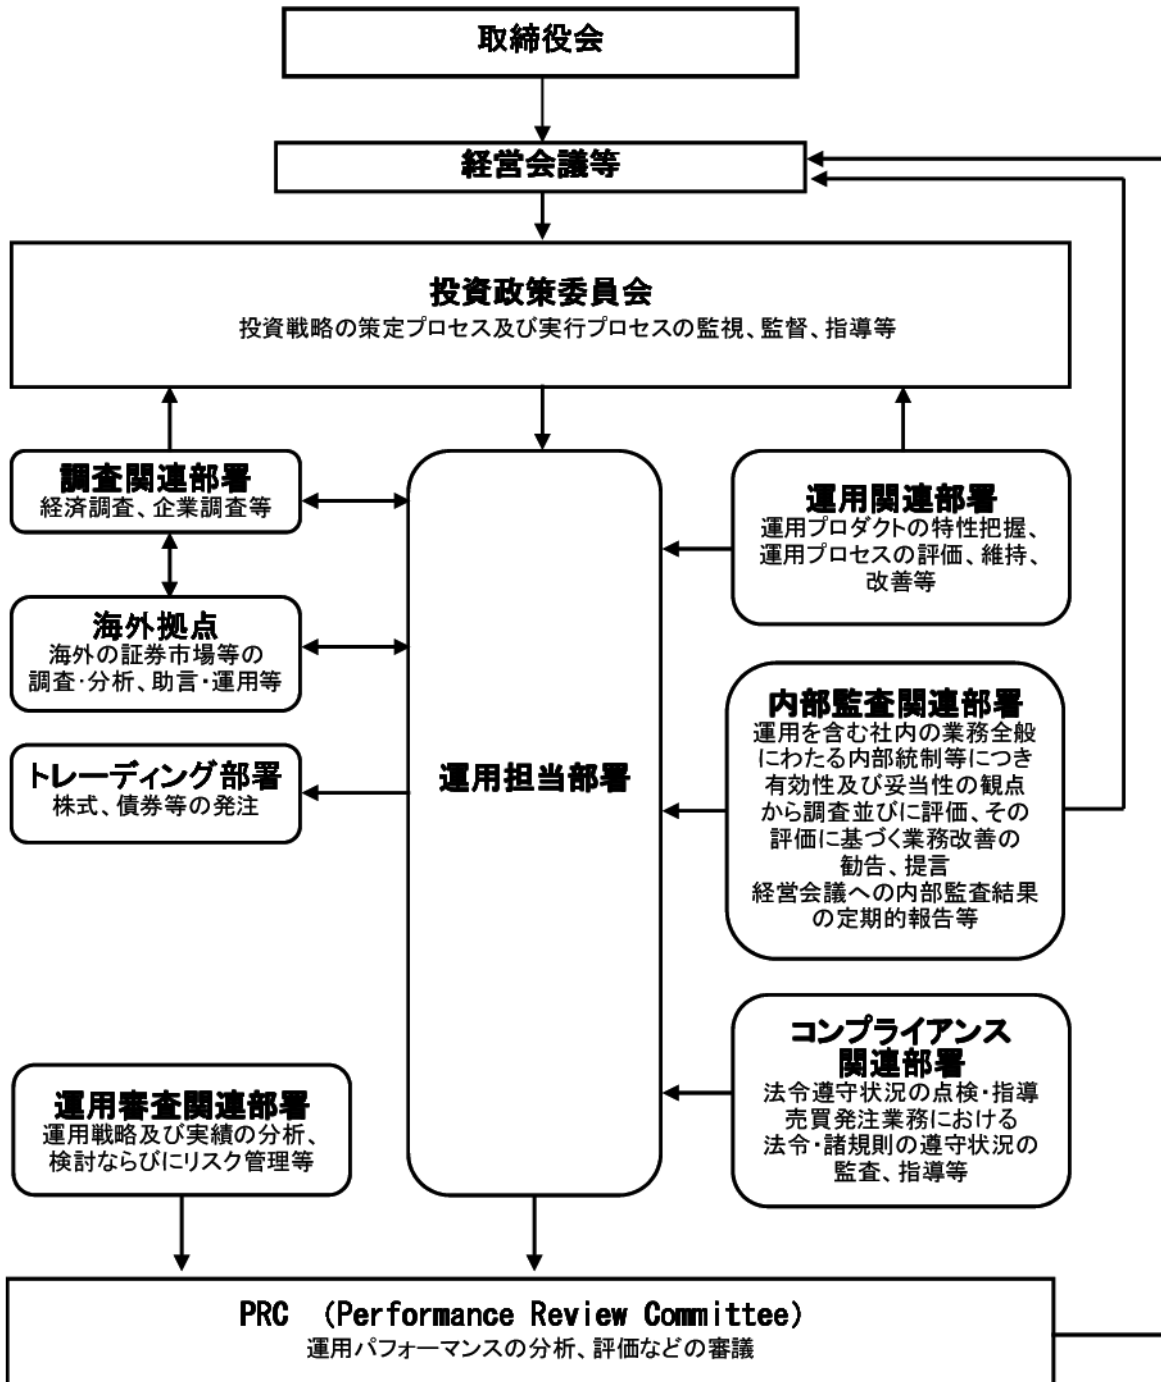 取締役会
経営会議等
投資政策委員会
投資戦略の策定プロセス及び実行プロセスの監視、監督、指導等
調査関連部署
経済調査、企業調査等
海外拠点
海外の証券市場等の
調査・分析、助言・運用等
トレーディング部署
株式、債券等の発注
運用審査関連部署
運用戦略及び実績の分析、
検討ならびにリスク管理等
運用担当部署
運用関連部署
運用プロダクトの特性把握、
運用プロセスの評価、維持、
改善等
内部監査関連部署
運用を含む社内の業務全般
にわたる内部統制等につき
有効性及び妥当性の観点
から調査並びに評価、その
評価に基づく業務改善の
勧告、提言
経営会議への内部監査結果
の定期的報告等
コンプライアンス
関連部署
法令遵守状況の点検・指導
売買発注業務における
法令・諸規則の遵守状況の
監査、指導等
PRC (Performance Review Committee)
運用パフォーマンスの分析、評価などの審議